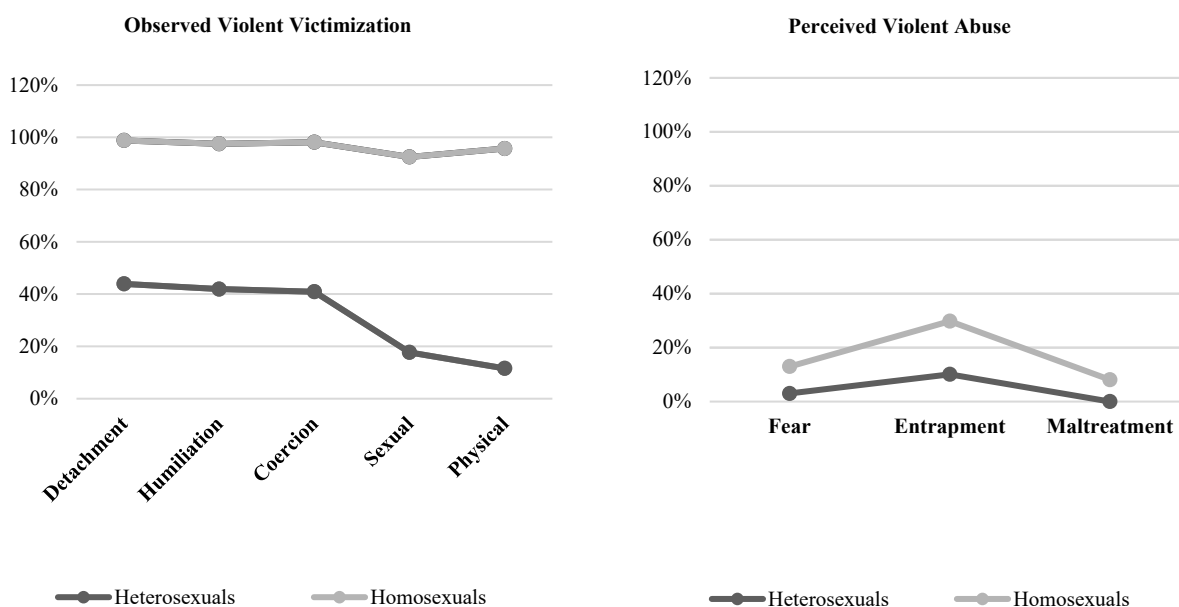 Observed Violent Victimization
120%
100%
80%
60%
40%
20%
0%
Detachment
Humiliation
Coercion
Sexual
Physical
Heterosexuals
Homosexuals
Perceived Violent Abuse
120%
100%
80%
60%
40%
20%
0%
Fear
Entrapment
Maltreatment
Heterosexuals
Homosexuals